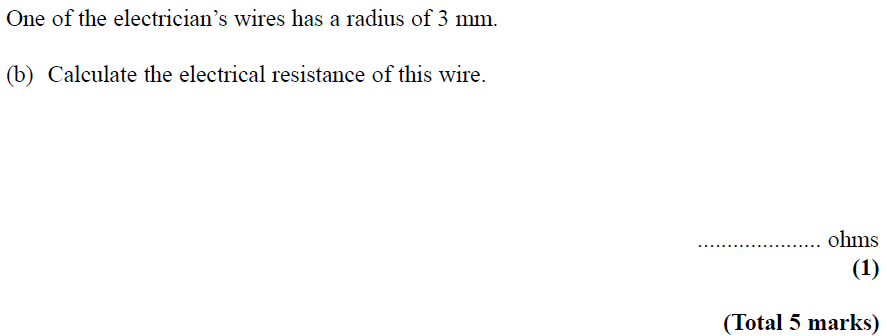 One of the electrician’s wires has a radius of 3 mm.
(b) Calculate the electrical resistance of this wire.
..................... ohms
(1)
(Total 5 marks)